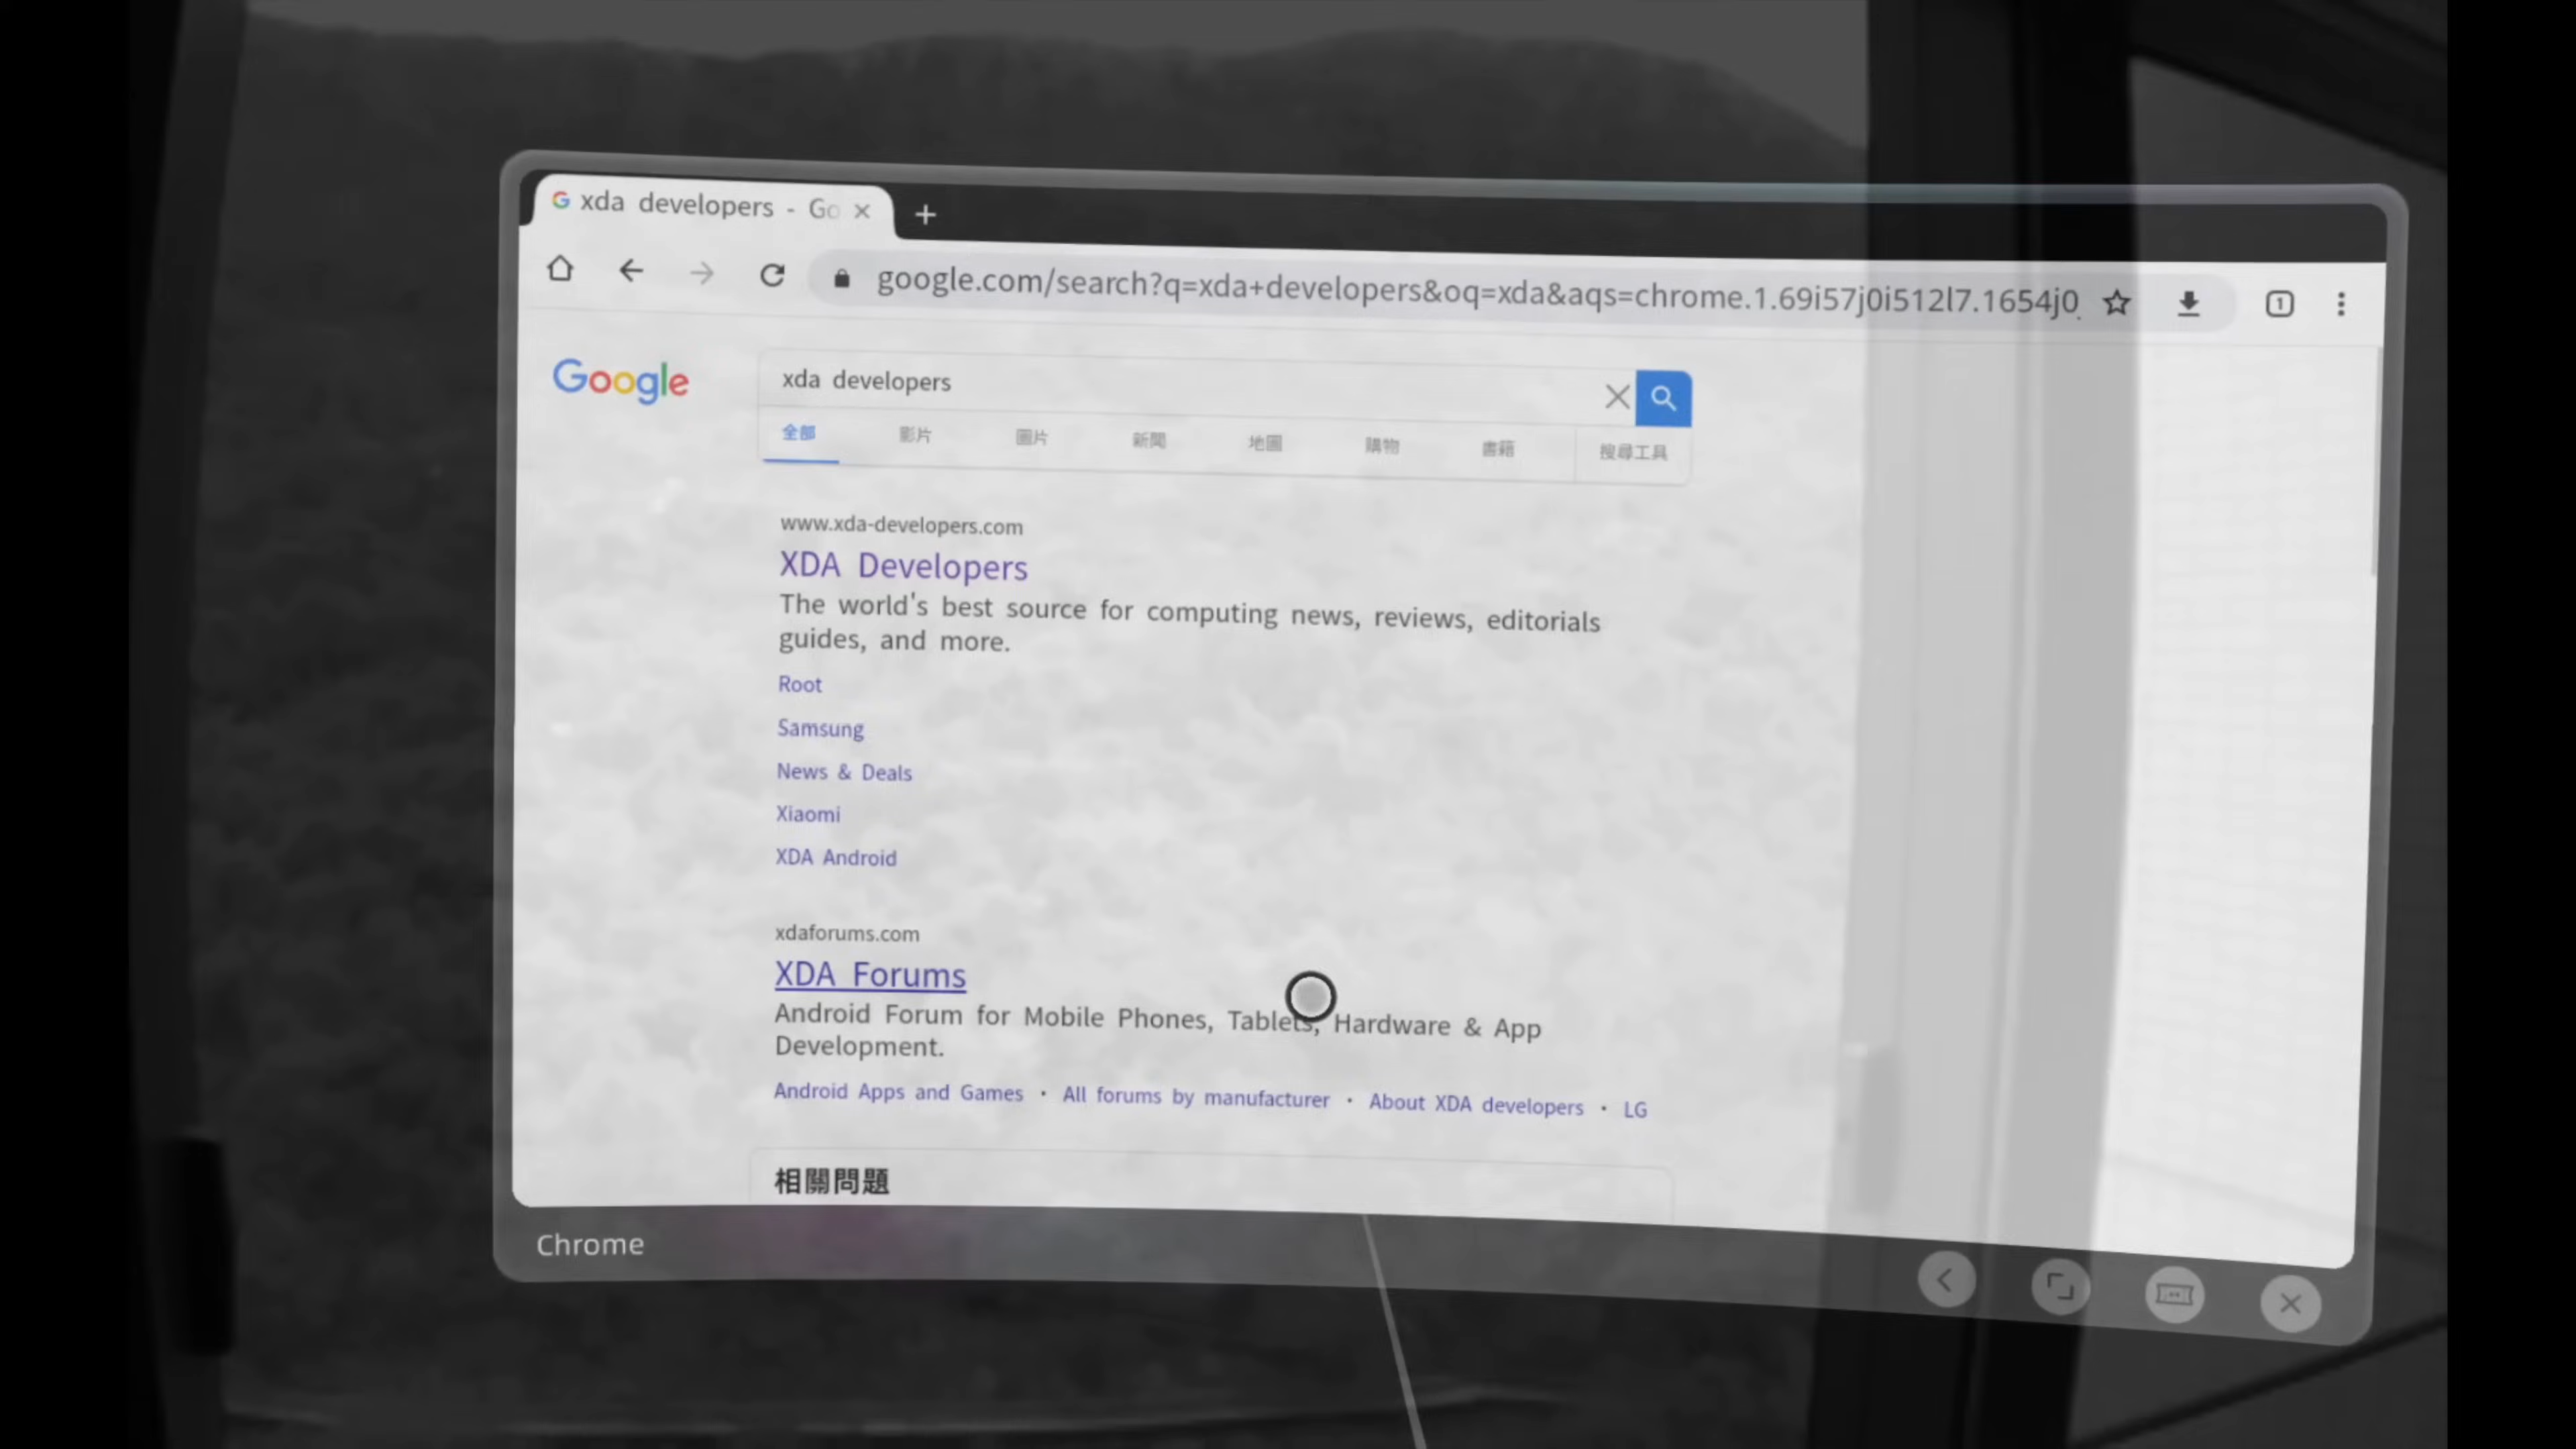 xda developers - Go
google.com/search?q=xda+developers&oq=xda&aqs=chrome.1.69i57j0i512l7.1654j0
1
Google
xda developers
全部 影片 圖片 新聞 地圖 購物 書籍 搜尋工具
www.xda-developers.com
XDA Developers
The world's best source for computing news, reviews, editorials
guides, and more.
Root
Samsung
News & Deals
Xiaomi
XDA Android
xdaforums.com
XDA Forums
Android Forum for Mobile Phones, Tablets, Hardware & App
Development.
Android Apps and Games · All forums by manufacturer · About XDA developers · LG
相關問題
Chrome